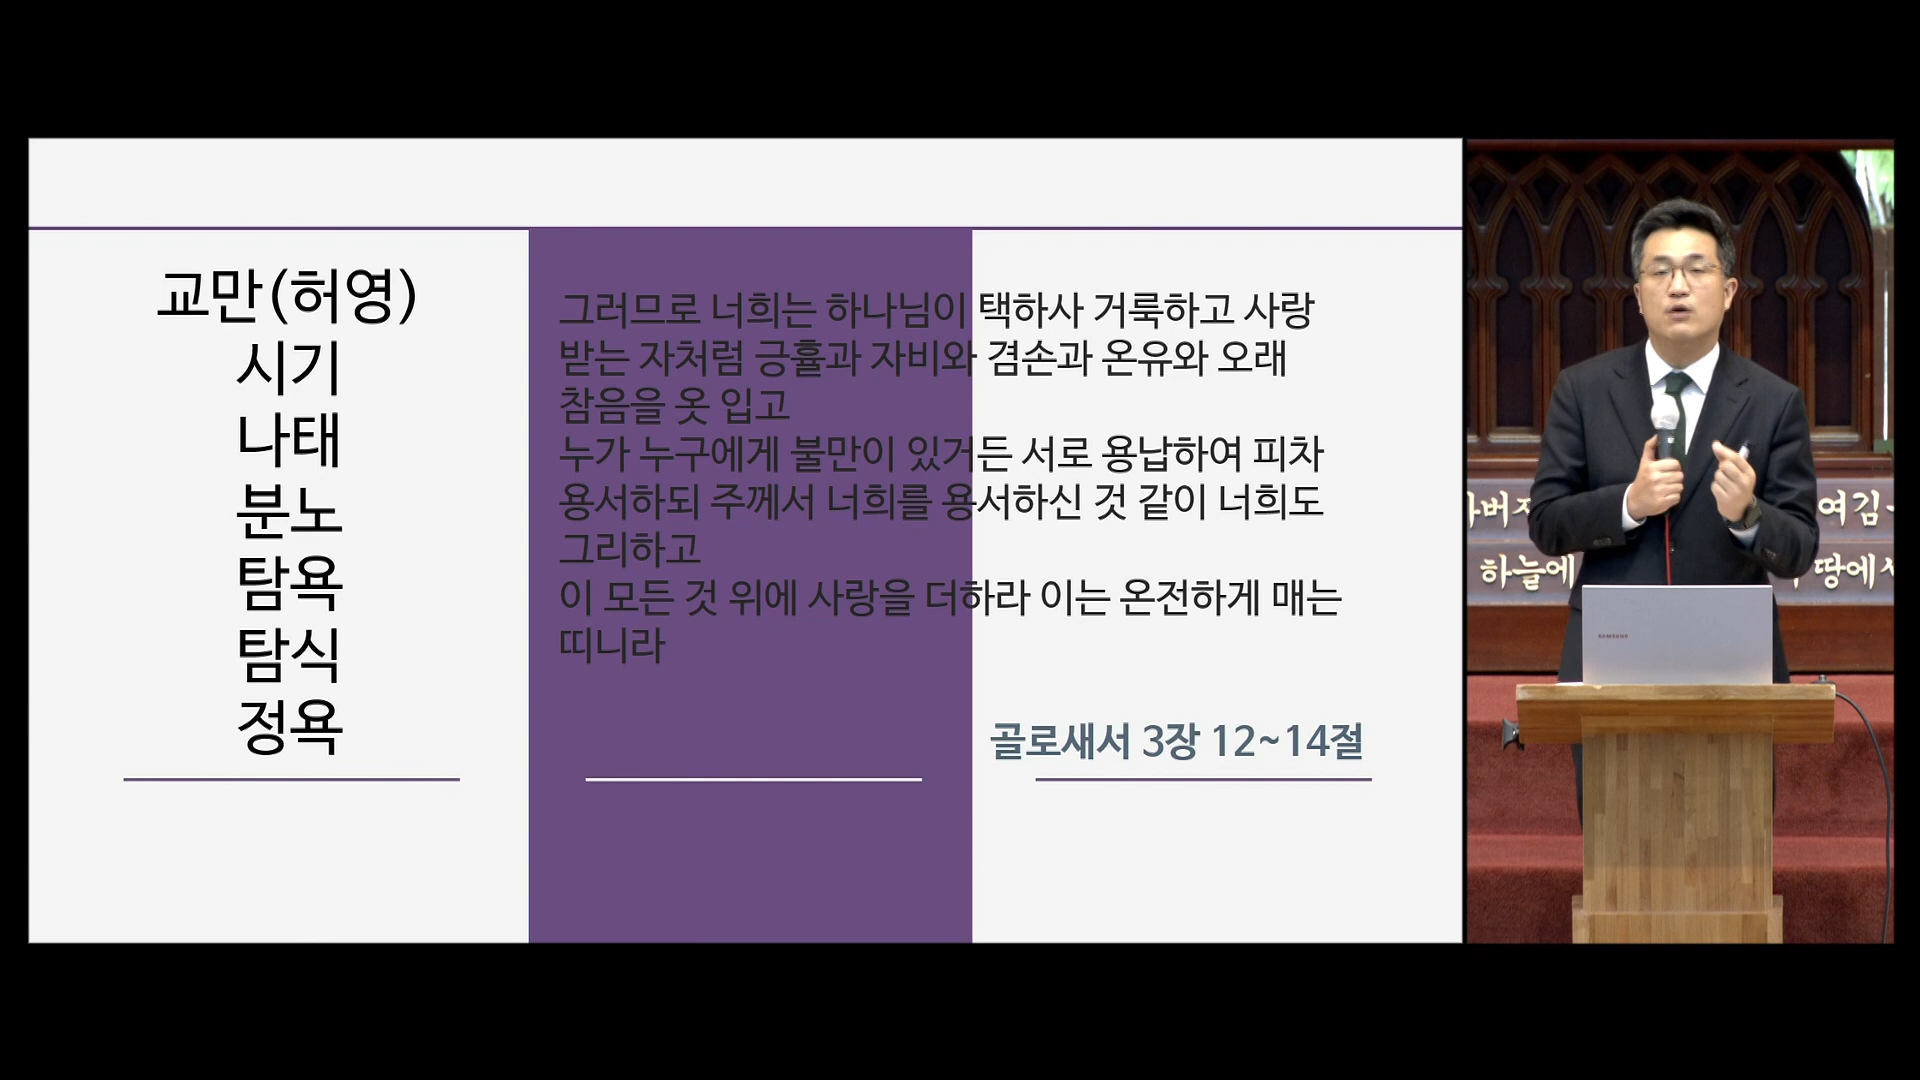 교만(허영)
시기
나태
분노
탐욕
탐식
정욕
그러므로 너희는 하나님이 택하사 거룩하고 사랑
받는 자처럼 긍휼과 자비와 겸손과 온유와 오래
참음을 옷 입고
누가 누구에게 불만이 있거든 서로 용납하여 피차
용서하되 주께서 너희를 용서하신 것 같이 너희도
그리하고
이 모든 것 위에 사랑을 더하라 이는 온전하게 매는
띠니라
골로새서 3장 12~14절
여김
하늘에
땅에서
SAMSUNG